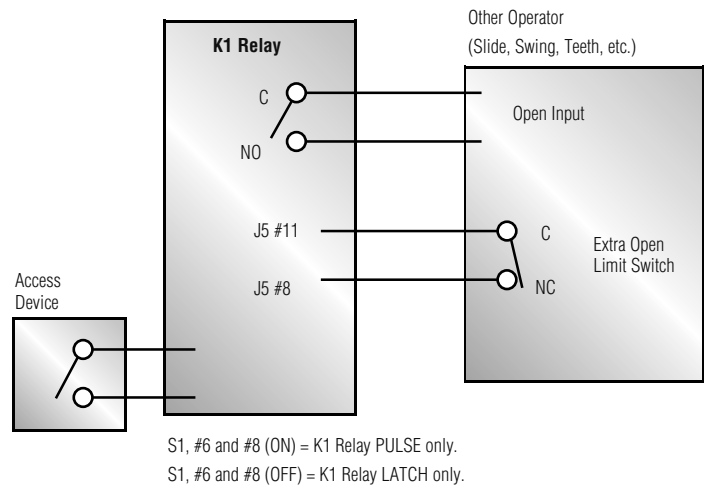 Other Operator
(Slide, Swing, Teeth, etc.)
K1 Relay
C
NO
Open Input
J5 #11
J5 #8
C
NC
Extra Open
Limit Switch
Access
Device
S1, #6 and #8 (ON) = K1 Relay PULSE only.
S1, #6 and #8 (OFF) = K1 Relay LATCH only.